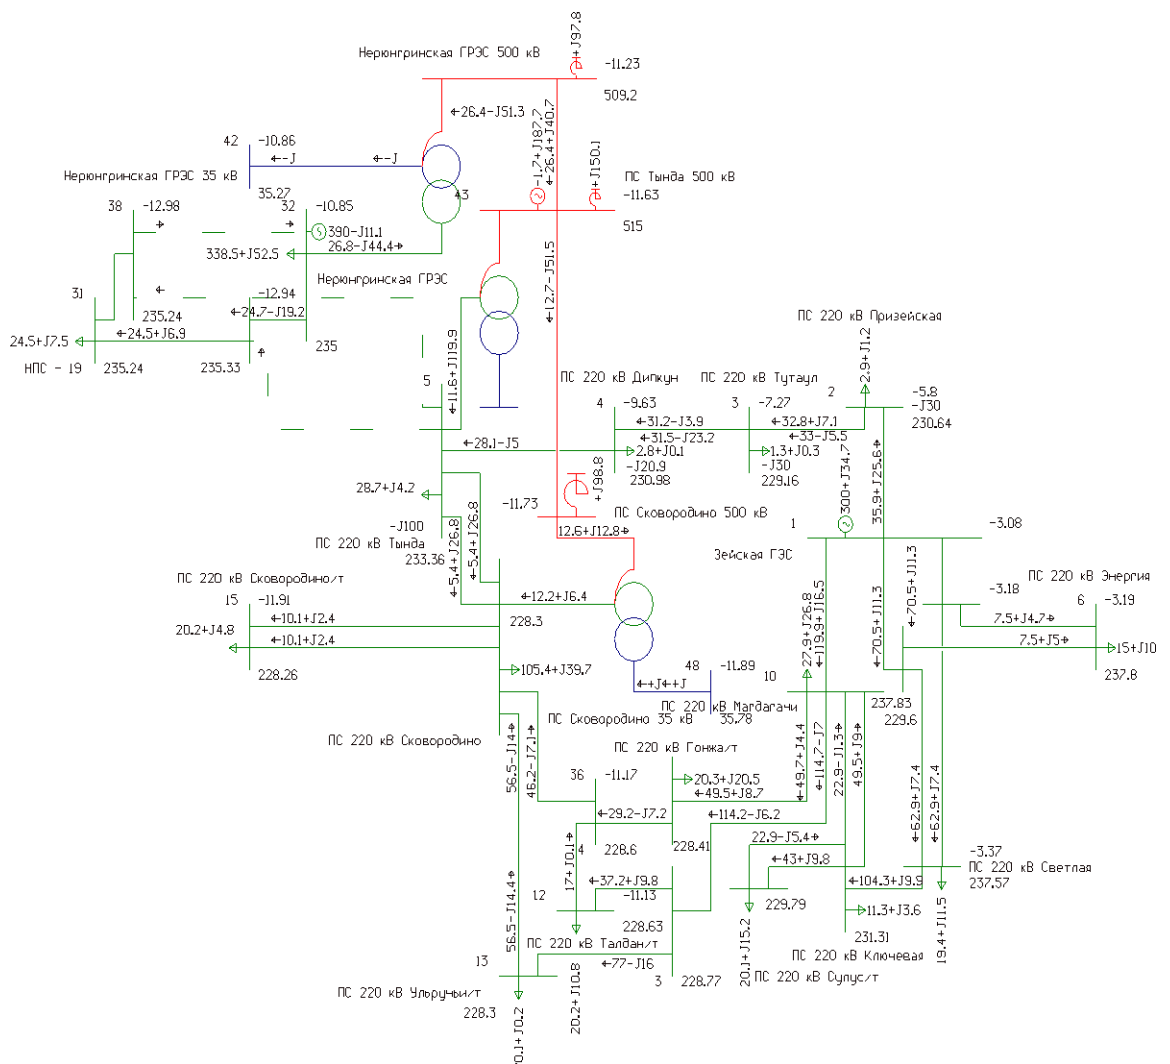 +J97.8
Нерюнгринская ГРЭС 500 кВ
-11.23
509.2
←26.4-J51.3
-1.7+J187.7
←26.4+J40.7
+J150.1
42
-10.86
←-J
←-J
Нерюнгринская ГРЭС 35 кВ
35.27
43
ПС Тында 500 кВ
-11.63
515
38
-12.98
32
-10.85
390-J11.1
338.5+J52.5
26.8-J44.4→
←12.7-J51.5
Нерюнгринская ГРЭС
31
235.24
-12.94
←24.7-J19.2
24.5+J7.5
←24.5+J6.9
235
НПС - 19
235.24
235.33
←11.6+J119.9
ПС 220 кВ Призейская
2.9+J1.2
5
ПС 220 кВ Дипкун
ПС 220 кВ Тутаул
4
-9.63
3
-7.27
2
-5.8
-J30
230.64
←31.2-J3.9
←31.5-J23.2
←32.8+J7.1
←33-J5.5
←28.1-J5
2.8+J0.1
-J20.9
230.98
1.3+J0.3
-J30
229.16
+J98.8
300+J34.7
35.9+J25.6→
28.7+J4.2
-J100
-11.73
ПС Сковородино 500 кВ
12.6+J12.8→
1
-3.08
ПС 220 кВ Тында
233.36
Зейская ГЭС
←5.4+J26.8
←5.4+J26.8
ПС 220 кВ Сковородино/т
15
-11.91
←12.2+J6.4
228.3
←10.1+J2.4
20.2+J4.8
←10.1+J2.4
228.26
105.4+J39.7
27.9+J26.8
←119.9+J16.5
←70.5+J11.3
←70.5+J11.3
-3.18
ПС 220 кВ Энергия
6
-3.19
7.5+J4.7→
7.5+J5→
15+J10
237.8
48
-11.89
←+J←+J
10
237.83
229.6
ПС 220 кВ Магдагачи
ПС Сковородина 35 кВ
35.78
ПС 220 кВ Сковородино
56.5-J14→
46.2-J7.1→
ПС 220 кВ Гонжа/т
36
-11.17
20.3+J20.5
←49.5+J8.7
←49.7+J4.4
←114.7-J7
22.9-J1.3→
49.5+J9→
←62.9+J7.4
←62.9+J7.4
←29.2-J7.2
←114.2-J6.2
4
228.6
228.41
22.9-J5.4→
←43+J9.8
-3.37
ПС 220 кВ Светлая
237.57
17+J0.1→
3
←37.2+J9.8
-11.13
12
228.63
229.79
←104.3+J9.9
11.3+J3.6
231.31
19.4+J11.5
56.5-J14.4→
ПС 220 кВ Талдан/т
20.1+J15.2
ПС 220 кВ Ключевая
13
←77-J16
3
228.77
ПС 220 кВ Сулус/т
ПС 220 кВ Ульручьи/т
228.3
20.2+J10.8
0.1+J0.2